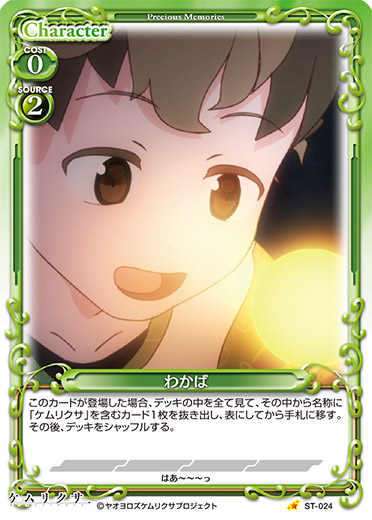 Precious Memories
Character
COST
0
SOURCE
2
わかば
このカードが登場した場合、デッキの中を全て見て、その中から名称に
「ケムリクサ」を含むカード1枚を抜き出し、表にしてから手札に移す。
その後、デッキをシャッフルする。
はあ〜〜〜っ
ケムリクサ
©ヤオヨロズケムリクサプロジェクト
ST-024